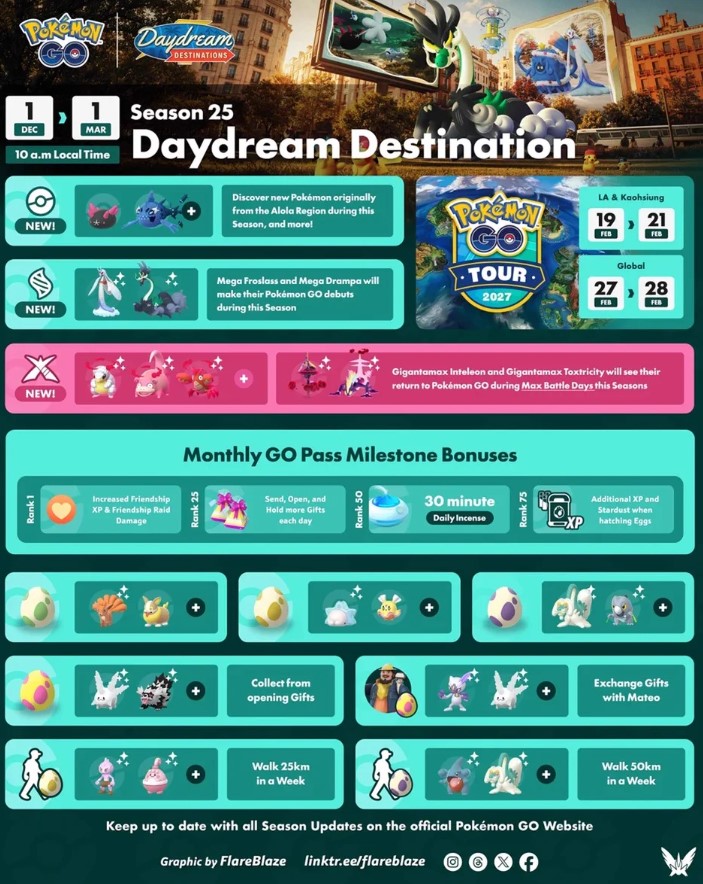 Pokémon GO
Daydream
DESTINATIONS
1 DEC
1 MAR
10 a.m Local Time
Season 25
Daydream Destination
NEW!
Discover new Pokémon originally
from the Alola Region during this
Season, and more!
NEW!
Mega Froslass and Mega Drampa will
make their Pokémon GO debuts
during this Season
Pokémon
GO
TOUR
2027
LA & Kaohsiung
19 FEB
21 FEB
Global
27 FEB
28 FEB
NEW!
Gigantamax Inteleon and Gigantamax Toxtricity will see their
return to Pokémon GO during Max Battle Days this Seasons
Monthly GO Pass Milestone Bonuses
Rank 1
Increased Friendship
XP & Friendship Raid
Damage
Rank 25
Send, Open, and
Hold more Gifts
each day
Rank 50
30 minute
Daily Incense
Rank 75
XP
Additional XP and
Stardust when
hatching Eggs
Collect from
opening Gifts
Exchange Gifts
with Mateo
Walk 25km
in a Week
Walk 50km
in a Week
Keep up to date with all Season Updates on the official Pokémon GO Website
Graphic by FlareBlaze
linktr.ee/flareblaze